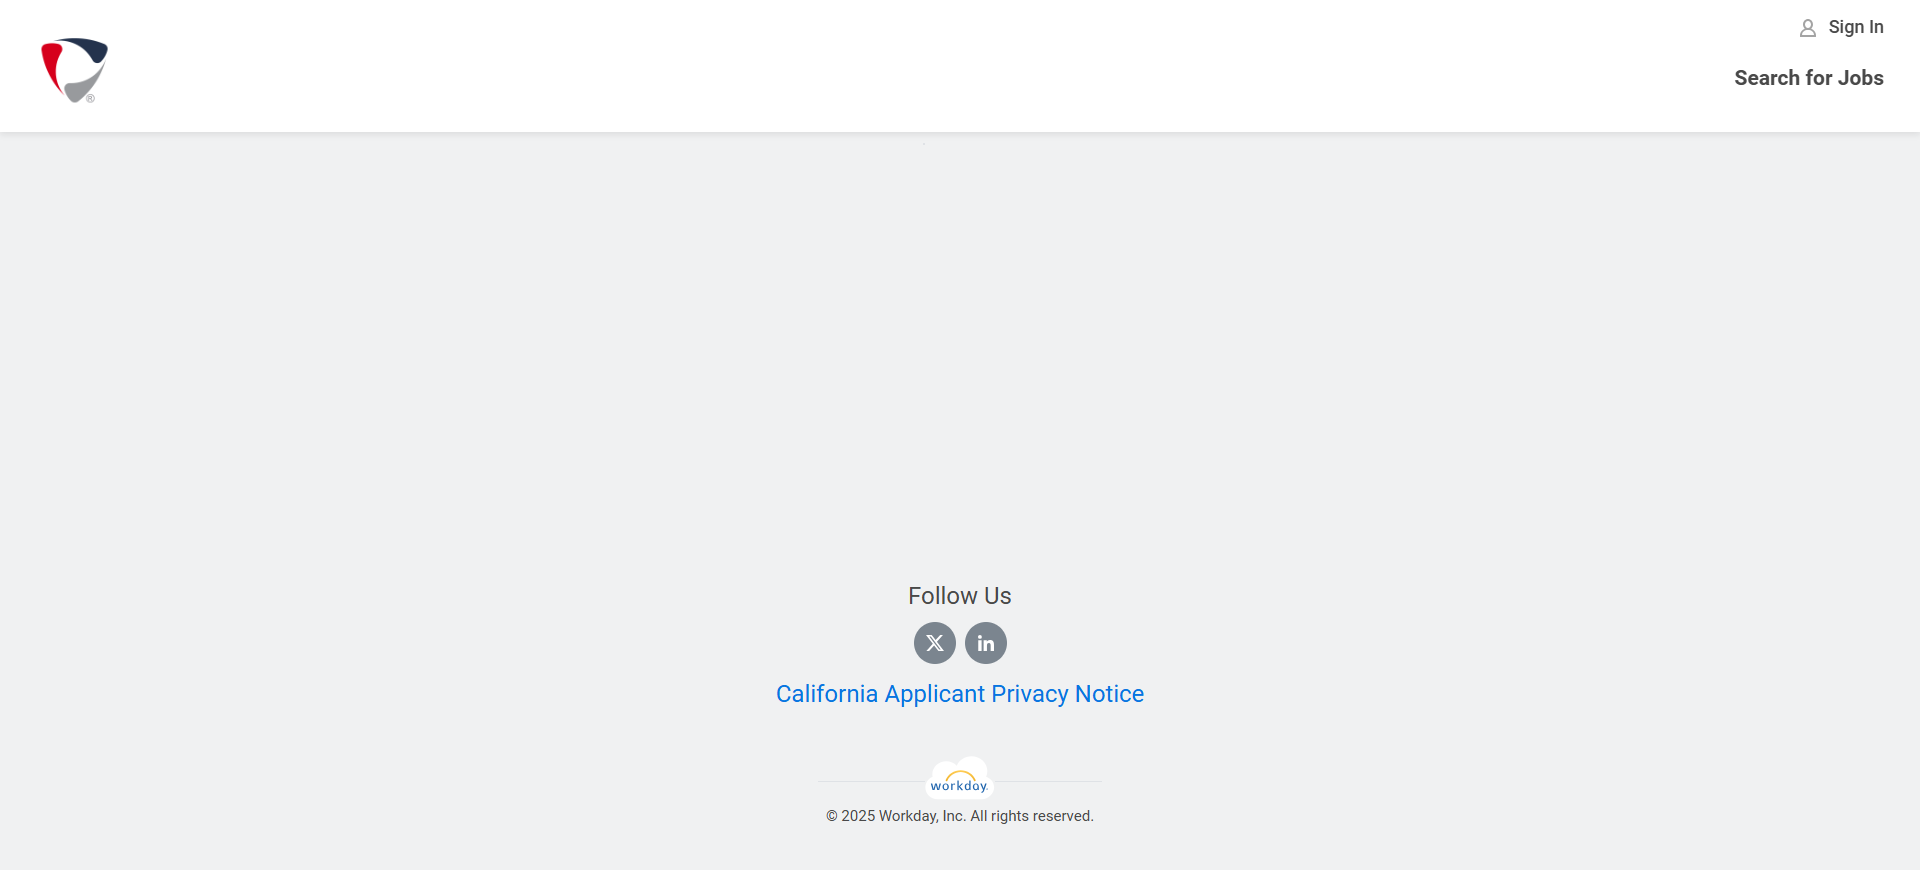 Sign In
Search for Jobs
®
Follow Us
X in
California Applicant Privacy Notice
workday.
© 2025 Workday, Inc. All rights reserved.